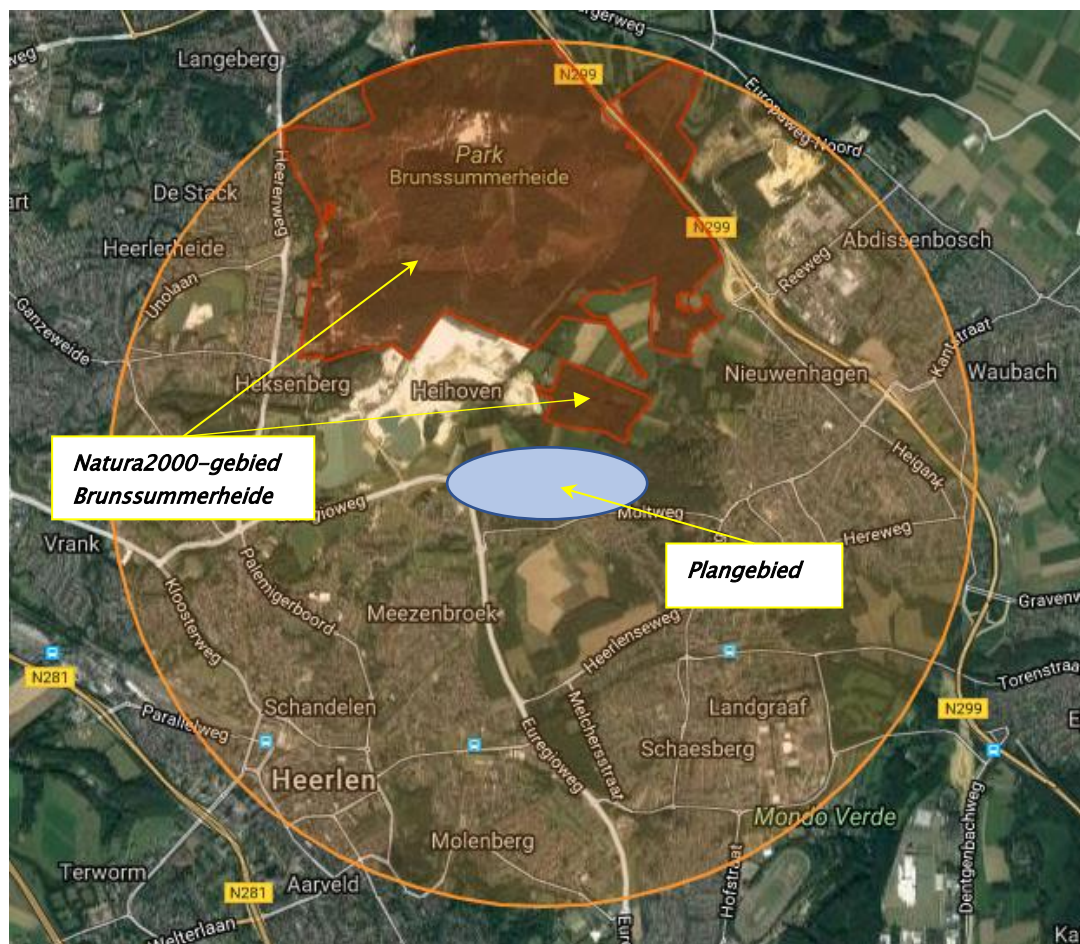 Langeberg
N299
Europaweg-Noord
Park
Brunssummerheide
Heerenweg
De Stack
Heerlerheide
N299
Abdissenbosch
Reeweg
Unolaan
Ganzeweide
Kantstraat
Heksenberg
Heihoven
Nieuwenhagen
Waubach
Natura2000-gebied
Brunssummerheide
Heigank
Moltweg
Hereweg
Vrank
Plangebied
Palemigerboord
Kloosterweg
Meezenbroek
Heerlenseweg
N281
Torenstraa
Parallelweg
Schandelen
Melchersstraat
Landgraaf
N299
Euregioweg
Schaesberg
Heerlen
Mondo Verde
Molenberg
Dentgenbachweg
Terworm
Aarveld
N281
Hofstraat
Welterlaan